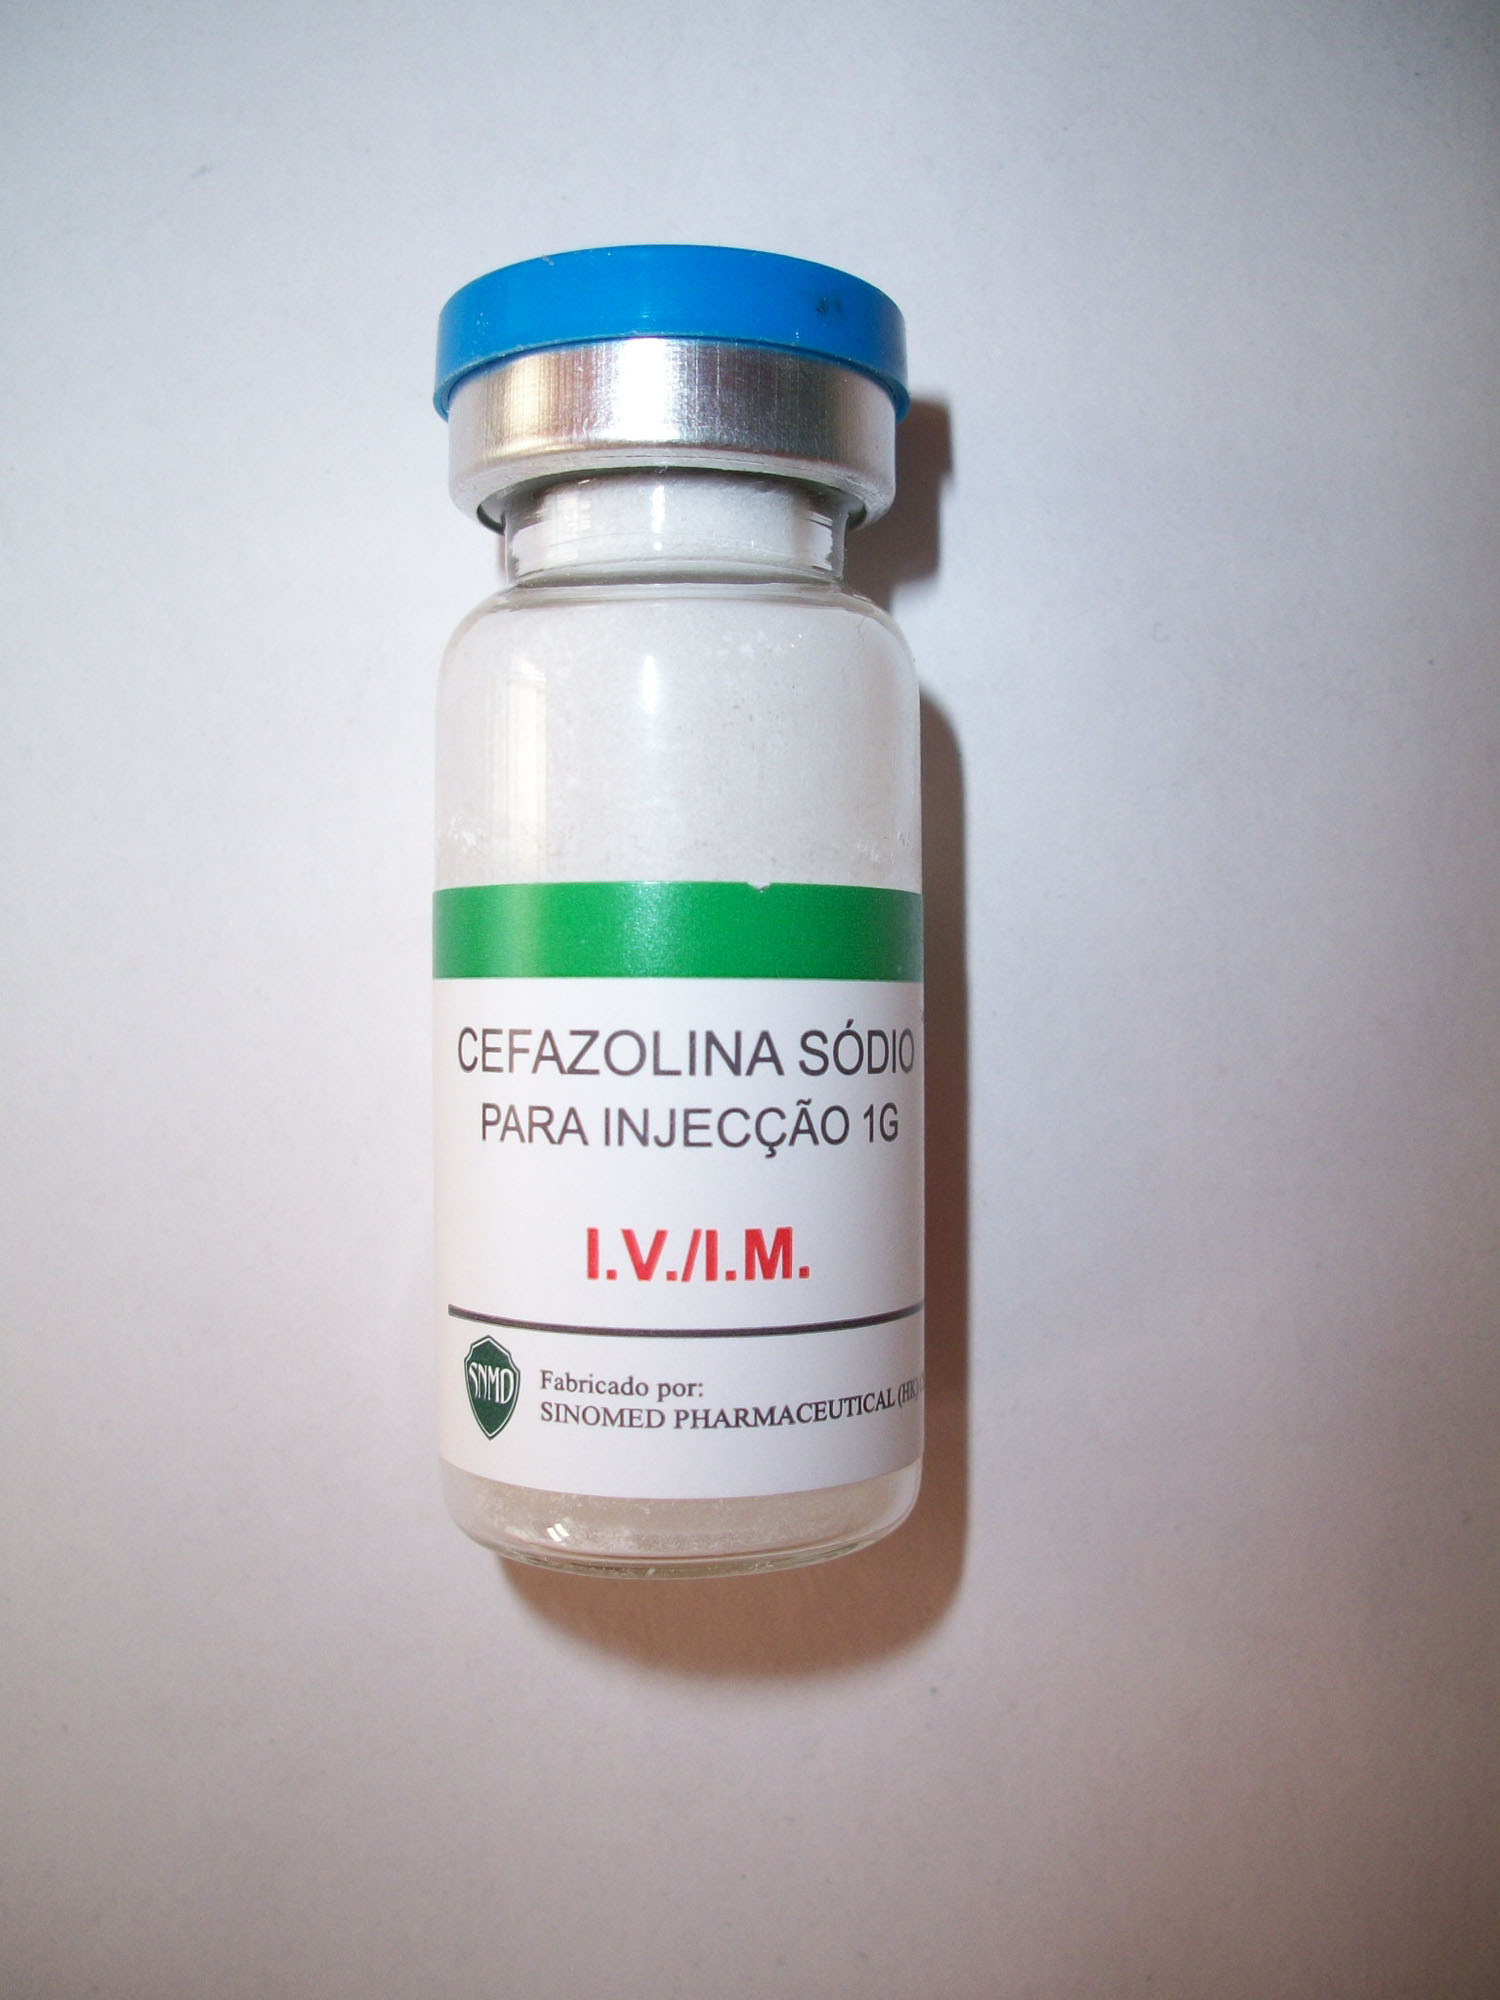 CEFAZOLINA SÓDIO
PARA INJECÇÃO 1G
I.V./I.M.
SNMD
Fabricado por:
SINOMED PHARMACEUTICAL (HK)